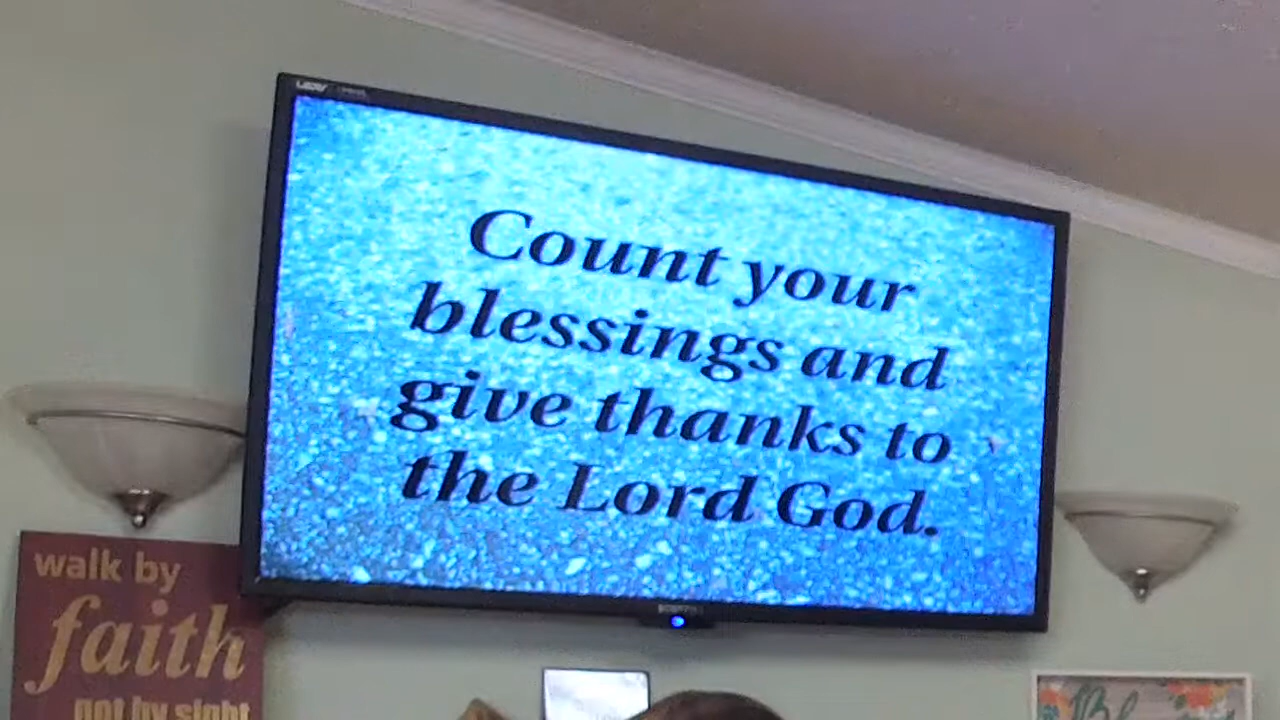 Count your
blessings and
give thanks to
the Lord God.
walk by
faith
not by sight